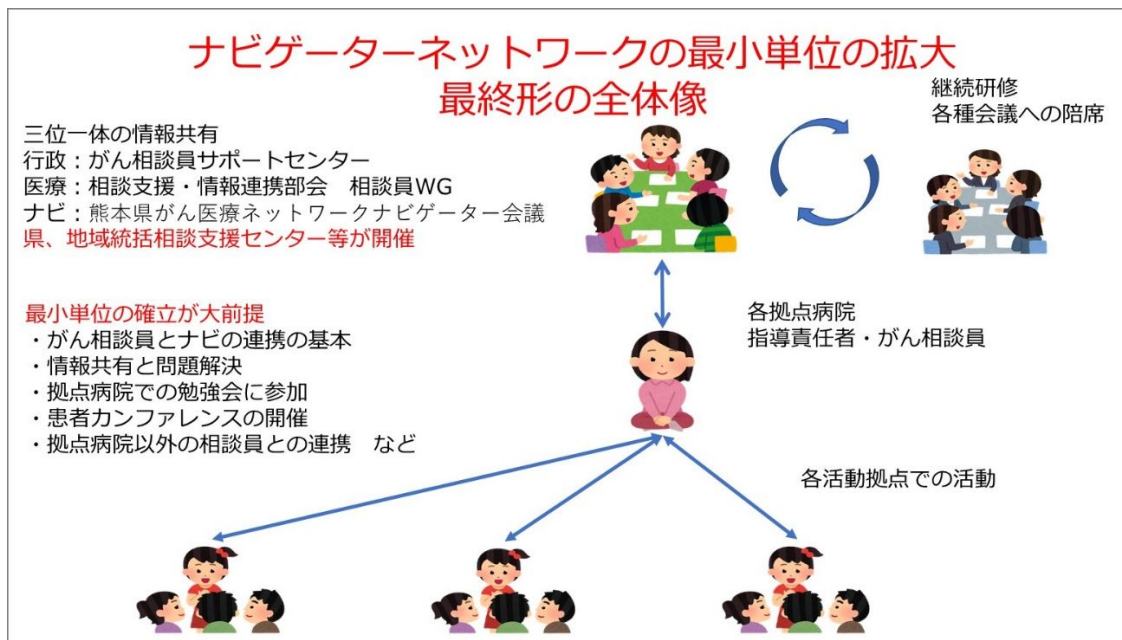 ナビゲーターネットワークの最小単位の拡大
最終形の全体像
三位一体の情報共有
行政：がん相談員サポートセンター
医療：相談支援・情報連携部会　相談員WG
ナビ：熊本県がん医療ネットワークナビゲーター会議
県、地域統括相談支援センター等が開催
継続研修
各種会議への陪席
最小単位の確立が大前提
・がん相談員とナビの連携の基本
・情報共有と問題解決
・拠点病院での勉強会に参加
・患者カンファレンスの開催
・拠点病院以外の相談員との連携　など
各拠点病院
指導責任者・がん相談員
各活動拠点での活動